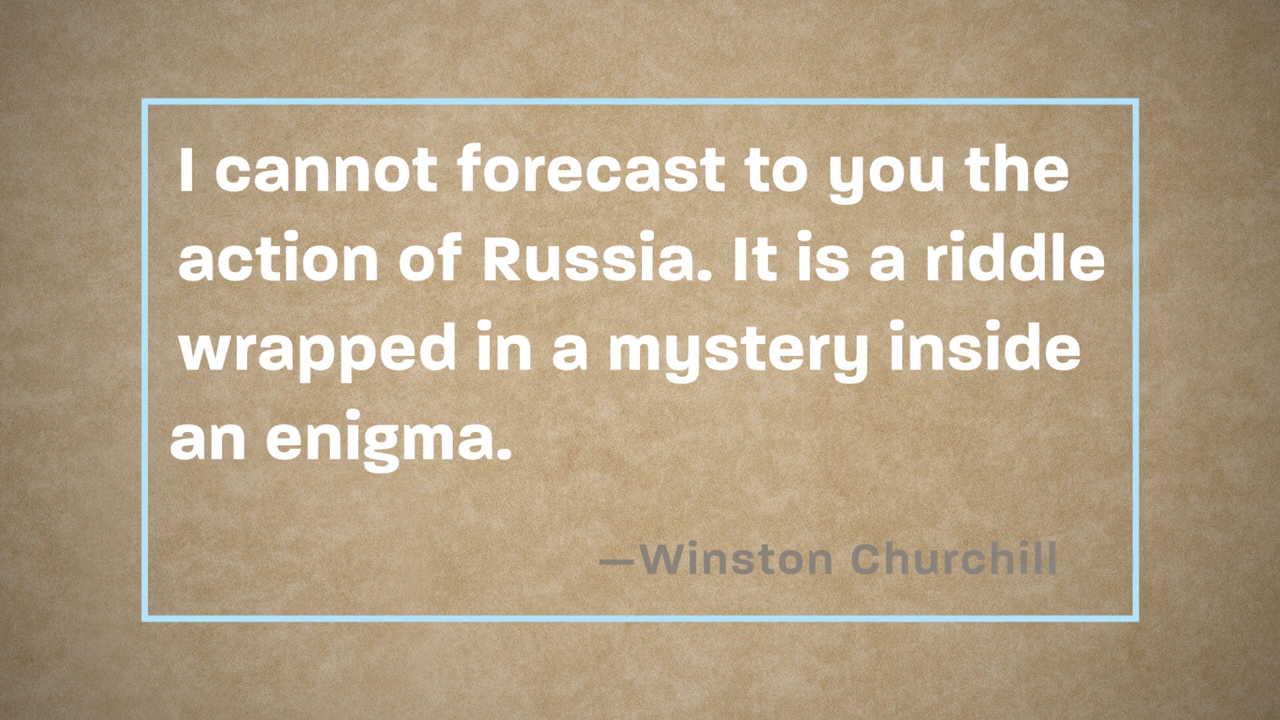 I cannot forecast to you the
action of Russia. It is a riddle
wrapped in a mystery inside
an enigma.
—Winston Churchill